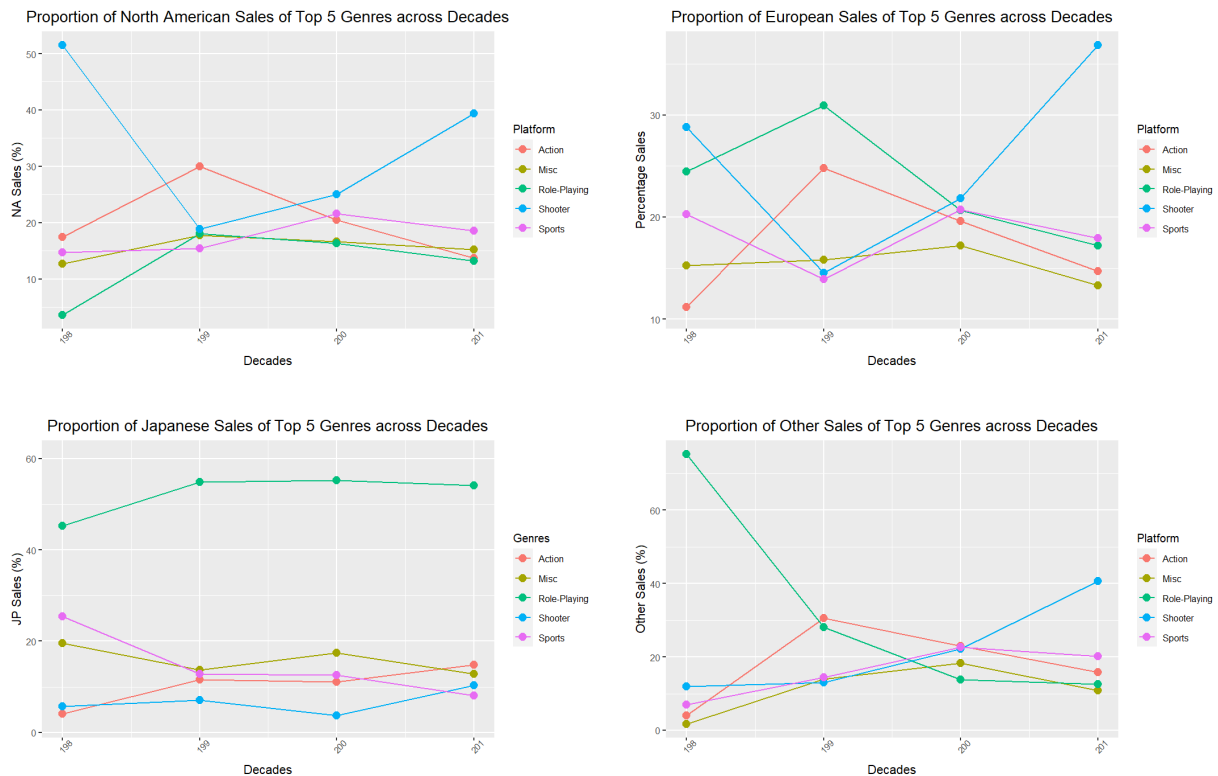 Proportion of North American Sales of Top 5 Genres across Decades
NA Sales (%)
50
40
30
20
10
198
199
200
201
Decades
Platform
Action
Misc
Role-Playing
Shooter
Sports
Proportion of European Sales of Top 5 Genres across Decades
Percentage Sales
30
20
10
198
199
200
201
Decades
Platform
Action
Misc
Role-Playing
Shooter
Sports
Proportion of Japanese Sales of Top 5 Genres across Decades
JP Sales (%)
60
40
20
0
198
199
200
201
Decades
Genres
Action
Misc
Role-Playing
Shooter
Sports
Proportion of Other Sales of Top 5 Genres across Decades
Other Sales (%)
60
40
20
0
198
199
200
201
Decades
Platform
Action
Misc
Role-Playing
Shooter
Sports